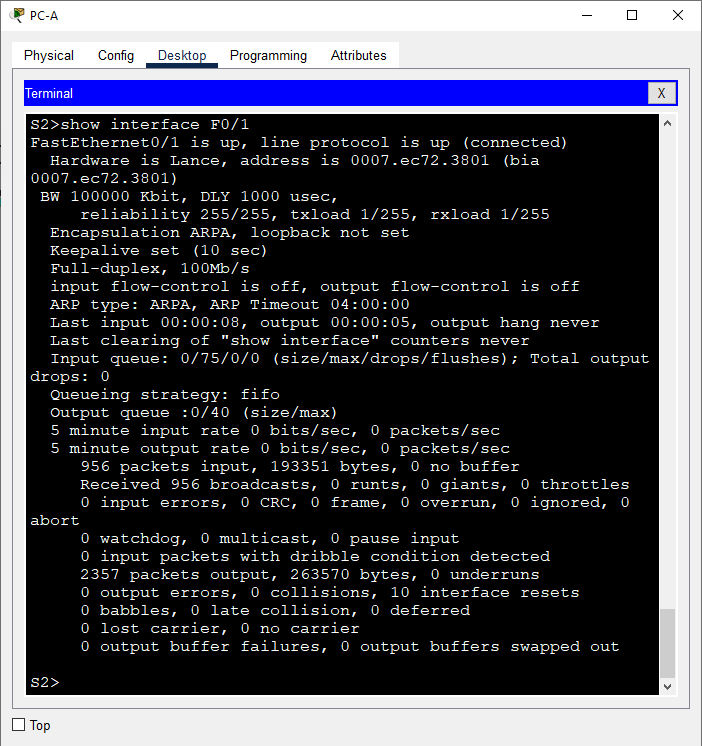 PC-A
Physical Config Desktop Programming Attributes
Terminal X
S2>show interface F0/1
FastEthernet0/1 is up, line protocol is up (connected)
Hardware is Lance, address is 0007.ec72.3801 (bia
0007.ec72.3801)
BW 100000 Kbit, DLY 1000 usec,
reliability 255/255, txload 1/255, rxload 1/255
Encapsulation ARPA, loopback not set
Keepalive set (10 sec)
Full-duplex, 100Mb/s
input flow-control is off, output flow-control is off
ARP type: ARPA, ARP Timeout 04:00:00
Last input 00:00:08, output 00:00:05, output hang never
Last clearing of "show interface" counters never
Input queue: 0/75/0/0 (size/max/drops/flushes); Total output
drops: 0
Queueing strategy: fifo
Output queue :0/40 (size/max)
5 minute input rate 0 bits/sec, 0 packets/sec
5 minute output rate 0 bits/sec, 0 packets/sec
956 packets input, 193351 bytes, 0 no buffer
Received 956 broadcasts, 0 runts, 0 giants, 0 throttles
0 input errors, 0 CRC, 0 frame, 0 overrun, 0 ignored, 0
abort
0 watchdog, 0 multicast, 0 pause input
0 input packets with dribble condition detected
2357 packets output, 263570 bytes, 0 underruns
0 output errors, 0 collisions, 10 interface resets
0 babbles, 0 late collision, 0 deferred
0 lost carrier, 0 no carrier
0 output buffer failures, 0 output buffers swapped out
S2>
Top